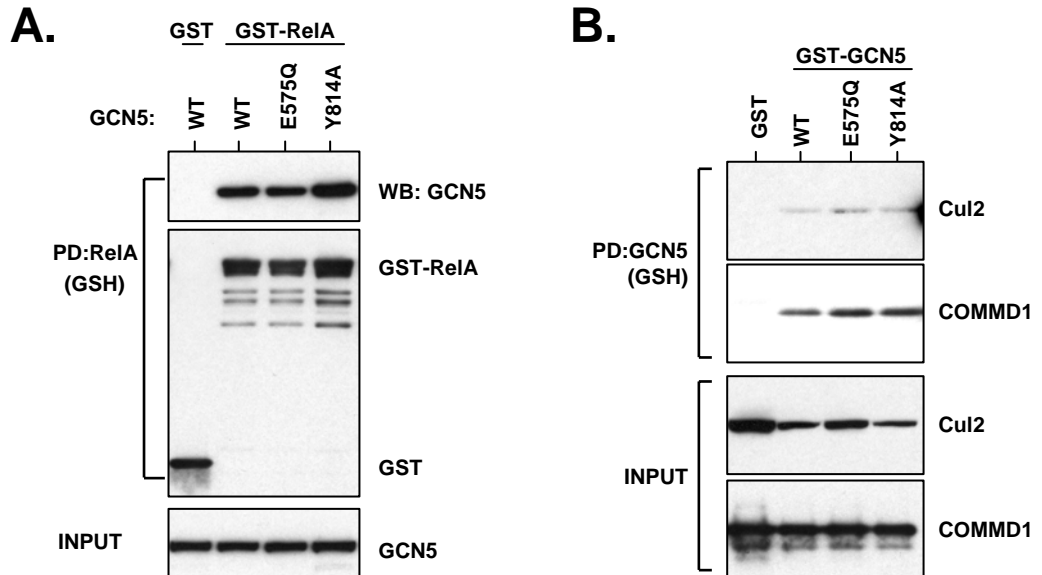 A.
GST GST-RelA
GCN5: WT WT E575Q Y814A
WB: GCN5
PD:RelA
(GSH)
GST-RelA
GST
INPUT
GCN5
B.
GST-GCN5
GST WT E575Q Y814A
Cul2
PD:GCN5
(GSH)
COMMD1
Cul2
INPUT
COMMD1